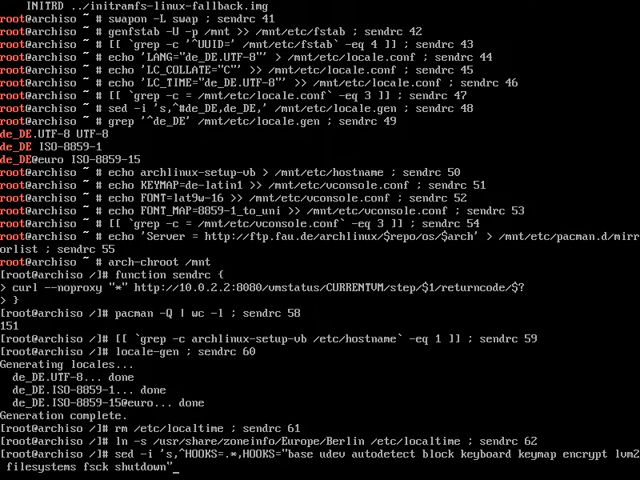 INITRD ../initramfs-linux-fallback.img
root@archiso ~ # swapon -L swap ; sendrc 41
root@archiso ~ # genfstab -U -p /mnt >> /mnt/etc/fstab ; sendrc 42
root@archiso ~ # [[ `grep -c '^UUID=' /mnt/etc/fstab` -eq 4 ]] ; sendrc 43
root@archiso ~ # echo 'LANG="de_DE.UTF-8"' > /mnt/etc/locale.conf ; sendrc 44
root@archiso ~ # echo 'LC_COLLATE="C"' >> /mnt/etc/locale.conf ; sendrc 45
root@archiso ~ # echo 'LC_TIME="de_DE.UTF-8"' >> /mnt/etc/locale.conf ; sendrc 46
root@archiso ~ # [[ `grep -c = /mnt/etc/locale.conf` -eq 3 ]] ; sendrc 47
root@archiso ~ # sed -i 's,^#de_DE,de_DE,' /mnt/etc/locale.gen ; sendrc 48
root@archiso ~ # grep '^de_DE' /mnt/etc/locale.gen ; sendrc 49
de_DE.UTF-8 UTF-8
de_DE ISO-8859-1
de_DE@euro ISO-8859-15
root@archiso ~ # echo archlinux-setup-vb > /mnt/etc/hostname ; sendrc 50
root@archiso ~ # echo KEYMAP=de-latin1 > /mnt/etc/vconsole.conf ; sendrc 51
root@archiso ~ # echo FONT=lat9w-16 >> /mnt/etc/vconsole.conf ; sendrc 52
root@archiso ~ # echo FONT_MAP=8859-1_to_uni >> /mnt/etc/vconsole.conf ; sendrc 53
root@archiso ~ # [[ `grep -c = /mnt/etc/vconsole.conf` -eq 3 ]] ; sendrc 54
root@archiso ~ # echo 'Server = http://ftp.fau.de/archlinux/$repo/os/$arch' > /mnt/etc/pacman.d/mirr
orlist ; sendrc 55
root@archiso ~ # arch-chroot /mnt
[root@archiso /]# function sendrc {
> curl --noproxy "*" http://10.0.2.2:8080/vmstatus/CURRENTVM/step/$1/returncode/$?
> }
[root@archiso /]# pacman -Q | wc -l ; sendrc 58
151
[root@archiso /]# [[ `grep -c archlinux-setup-vb /etc/hostname` -eq 1 ]] ; sendrc 59
[root@archiso /]# locale-gen ; sendrc 60
Generating locales...
de_DE.UTF-8... done
de_DE.ISO-8859-1... done
de_DE.ISO-8859-15@euro... done
Generation complete.
[root@archiso /]# rm /etc/localtime ; sendrc 61
[root@archiso /]# ln -s /usr/share/zoneinfo/Europe/Berlin /etc/localtime ; sendrc 62
[root@archiso /]# sed -i 's,^HOOKS=.*,HOOKS="base udev autodetect block keyboard keymap encrypt lvm2
filesystems fsck shutdown"_